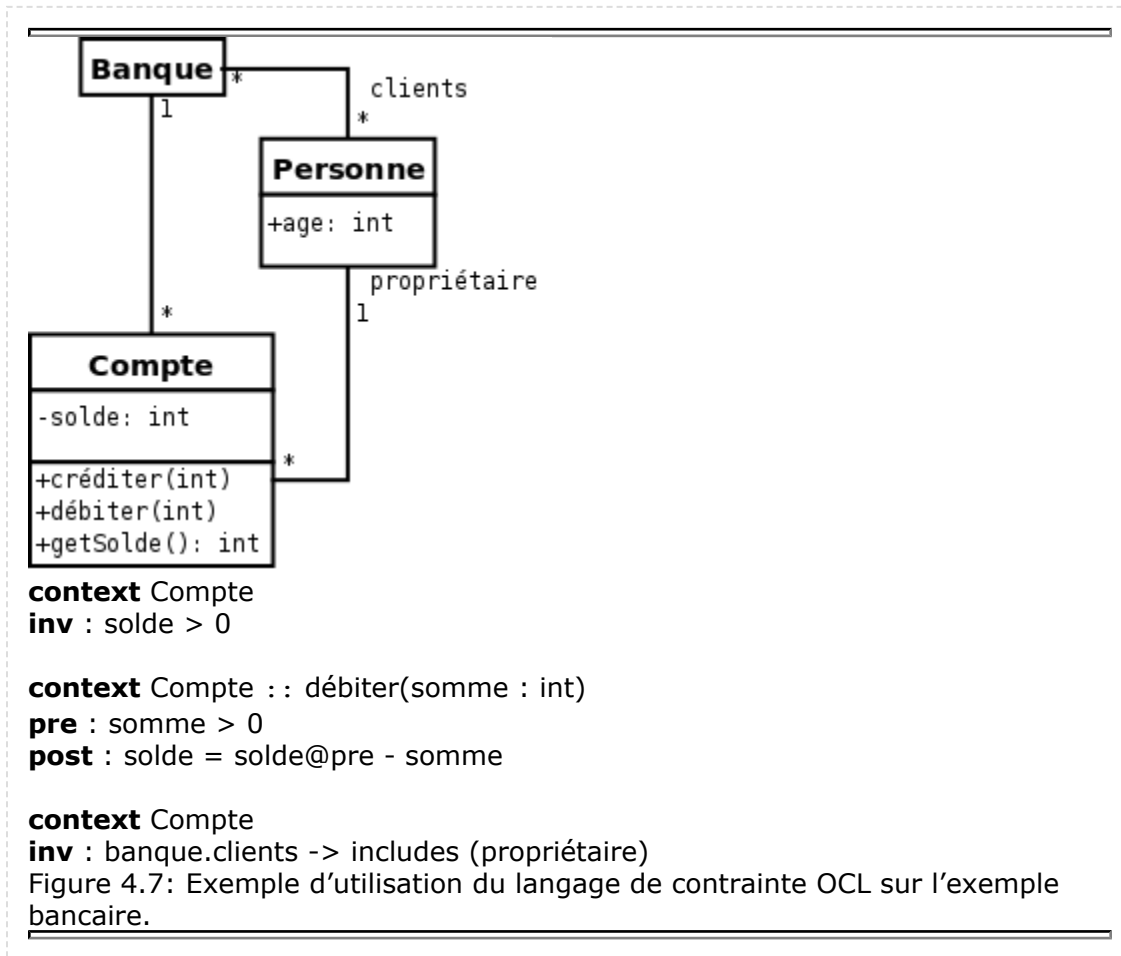 Banque
*
clients
1
*
Personne
+age: int
propriétaire
*
1
Compte
-solde: int
*
+créditer(int)
+débiter(int)
+getSolde(): int
context Compte
inv : solde > 0
context Compte :: débiter(somme : int)
pre : somme > 0
post : solde = solde@pre - somme
context Compte
inv : banque.clients -> includes (propriétaire)
Figure 4.7: Exemple d’utilisation du langage de contrainte OCL sur l’exemple
bancaire.